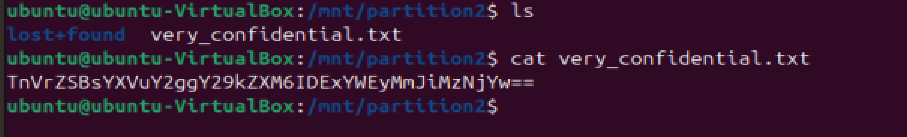 ubuntu@ubuntu-VirtualBox:/mnt/partition2$ ls
lost+found  very_confidential.txt
ubuntu@ubuntu-VirtualBox:/mnt/partition2$ cat very_confidential.txt
TnVrZSBsYXVuY2ggY29kZXM6IDExYWEyMmJiMzNjYw==
ubuntu@ubuntu-VirtualBox:/mnt/partition2$